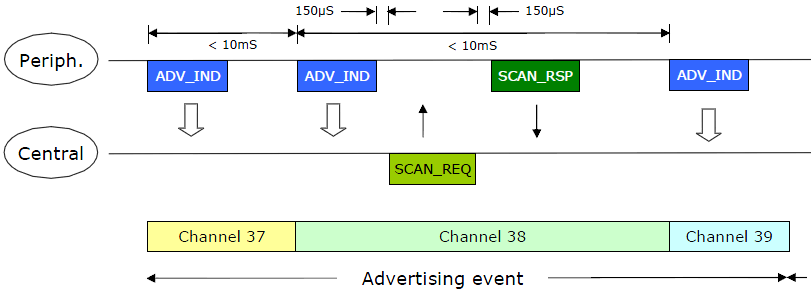 150µS 150µS
< 10mS < 10mS
Periph. ADV_IND ADV_IND SCAN_RSP ADV_IND
Central
SCAN_REQ
Channel 37 Channel 38 Channel 39
Advertising event